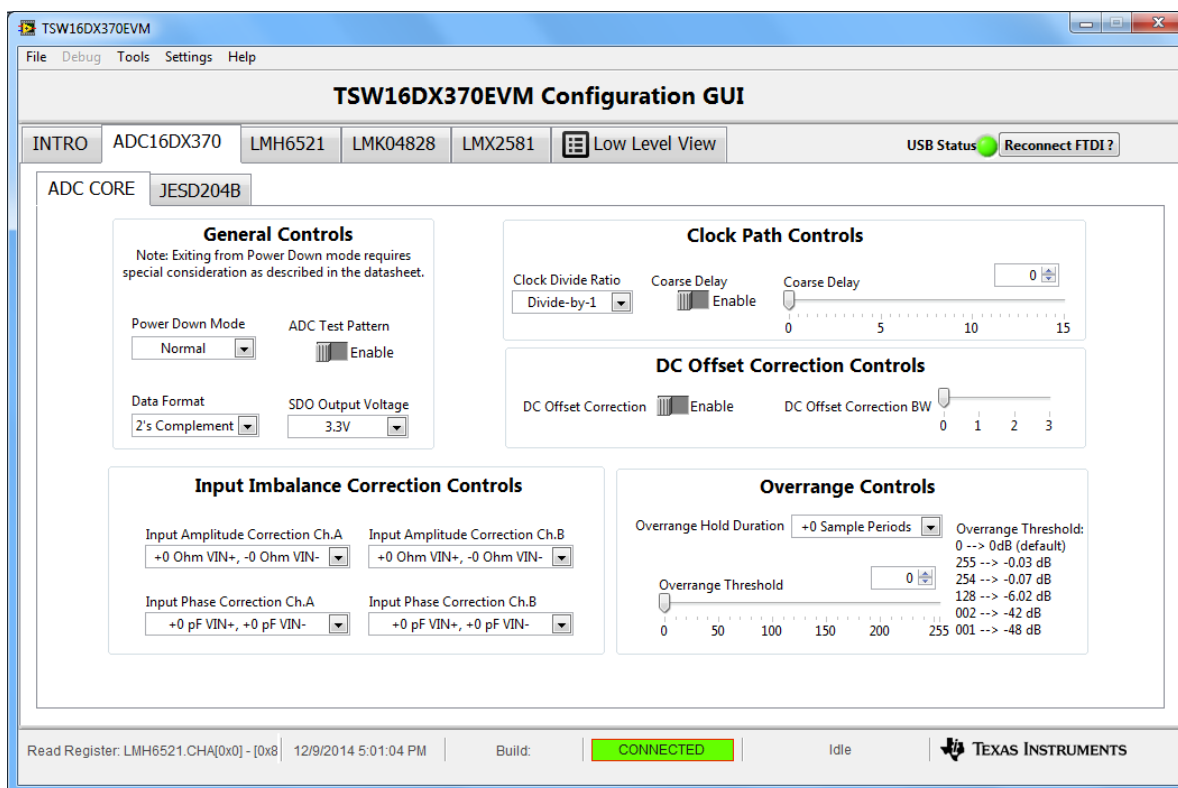 TSW16DX370EVM
File Debug Tools Settings Help
TSW16DX370EVM Configuration GUI
INTRO ADC16DX370 LMH6521 LMK04828 LMX2581 Low Level View USB Status Reconnect FTDI ?
ADC CORE JESD204B
General Controls
Note: Exiting from Power Down mode requires
special consideration as described in the datasheet.
Power Down Mode
Normal
ADC Test Pattern
Enable
Data Format
2's Complement
SDO Output Voltage
3.3V
Clock Path Controls
Clock Divide Ratio
Divide-by-1
Coarse Delay
Enable
Coarse Delay
0
0 5 10 15
DC Offset Correction Controls
DC Offset Correction Enable
DC Offset Correction BW
0 1 2 3
Input Imbalance Correction Controls
Input Amplitude Correction Ch.A
+0 Ohm VIN+, -0 Ohm VIN-
Input Amplitude Correction Ch.B
+0 Ohm VIN+, -0 Ohm VIN-
Input Phase Correction Ch.A
+0 pF VIN+, +0 pF VIN-
Input Phase Correction Ch.B
+0 pF VIN+, +0 pF VIN-
Overrange Controls
Overrange Hold Duration +0 Sample Periods
Overrange Threshold
0
0 50 100 150 200 255
Overrange Threshold:
0 --> 0dB (default)
255 --> -0.03 dB
254 --> -0.07 dB
128 --> -6.02 dB
002 --> -42 dB
001 --> -48 dB
Read Register: LMH6521.CHA[0x0] - [0x8 12/9/2014 5:01:04 PM Build: CONNECTED Idle TEXAS INSTRUMENTS